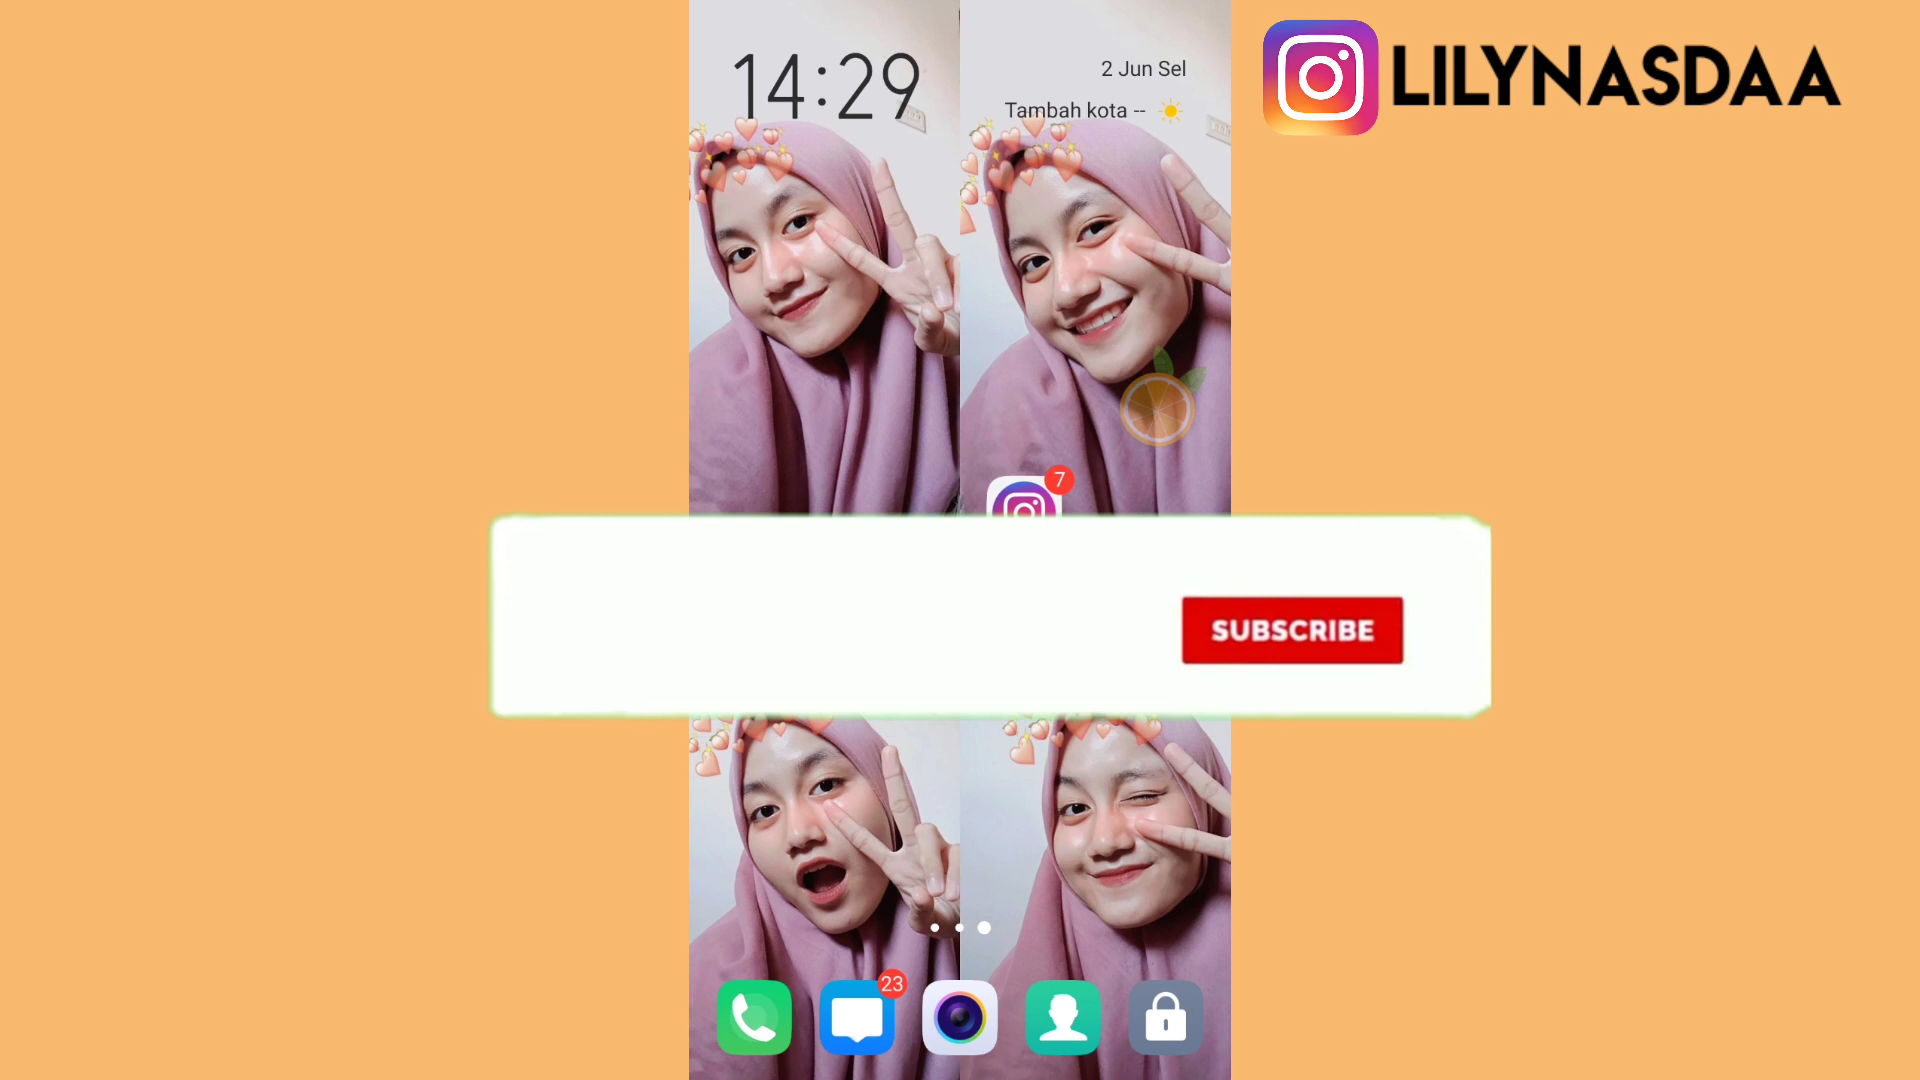 14:29
2 Jun Sel
Tambah kota --
LILYNASDAA
7
SUBSCRIBE
23